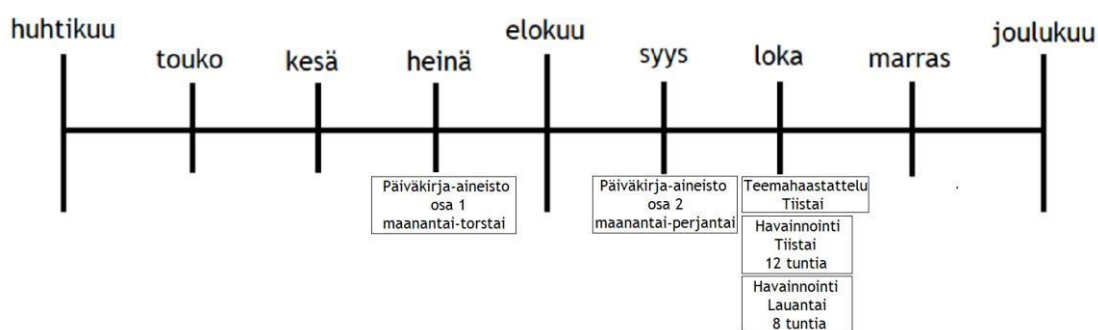 huhtikuu
touko
kesä
heinä
elokuu
syys
loka
marras
joulukuu
Päiväkirja-aineisto
osa 1
maanantai-torstai
Päiväkirja-aineisto
osa 2
maanantai-perjantai
Teemahaastattelu
Tiistai
Havainnointi
Tiistai
12 tuntia
Havainnointi
Lauantai
8 tuntia